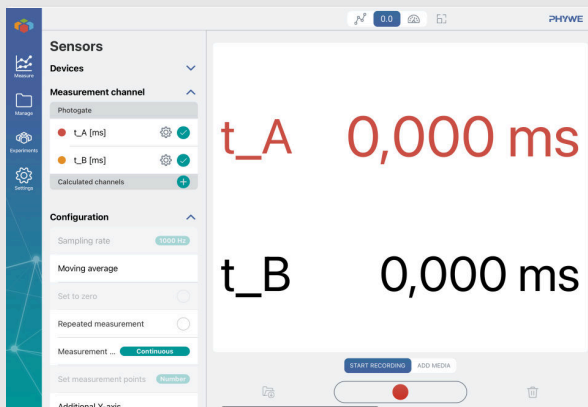 0.0
PHYWE
Sensors
Devices
Measure
Measurement channel
Manage
Photogate
t_A [ms]
Experiments
t_B [ms]
Settings
Calculated channels
t_A 0,000 ms
Configuration
Sampling rate 1000 Hz
Moving average
t_B 0,000 ms
Set to zero
Repeated measurement
Measurement ... Continuous
START RECORDING ADD MEDIA
Set measurement points Number
Additional Y-axis